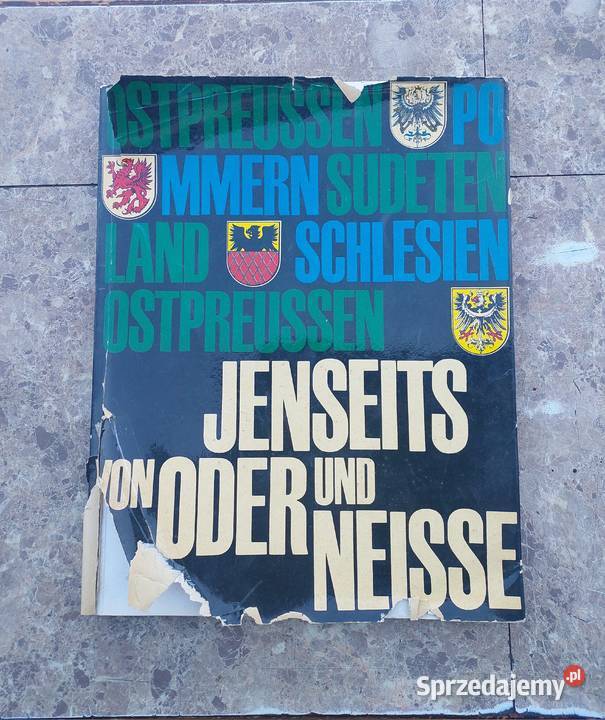 OSTPREUSSEN PO
MMERN SUDETEN
LAND SCHLESIEN
OSTPREUSSEN
JENSEITS
VON ODER UND
NEISSE
Sprzedajemy.pl